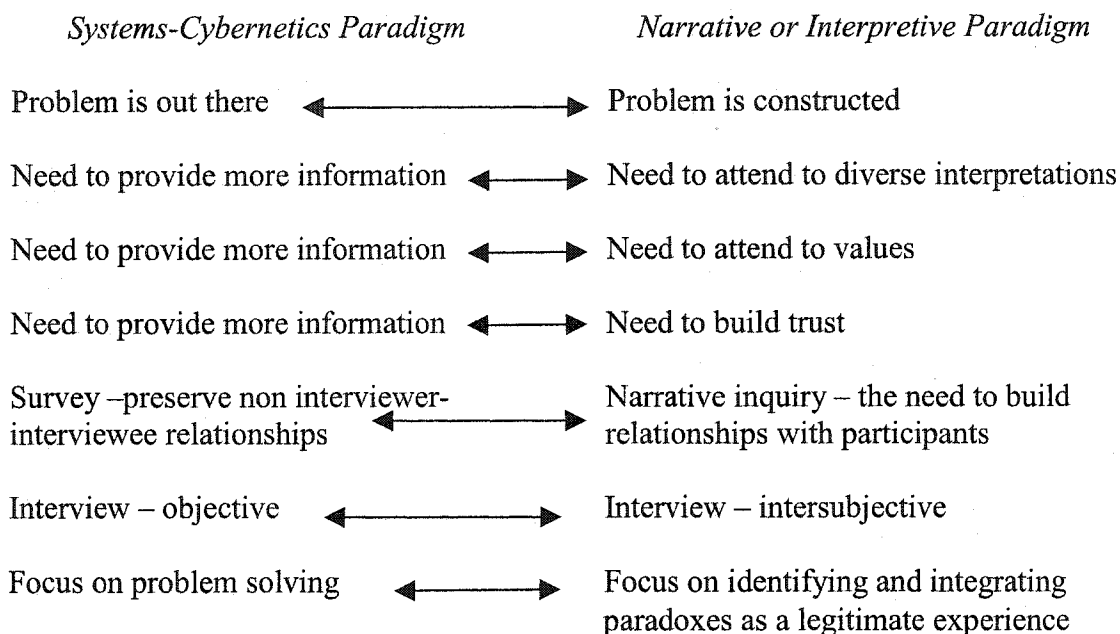 Systems-Cybernetics Paradigm Narrative or Interpretive Paradigm
Problem is out there Problem is constructed
Need to provide more information Need to attend to diverse interpretations
Need to provide more information Need to attend to values
Need to provide more information Need to build trust
Survey –preserve non interviewer-
interviewee relationships
Narrative inquiry – the need to build
relationships with participants
Interview – objective Interview – intersubjective
Focus on problem solving Focus on identifying and integrating
paradoxes as a legitimate experience